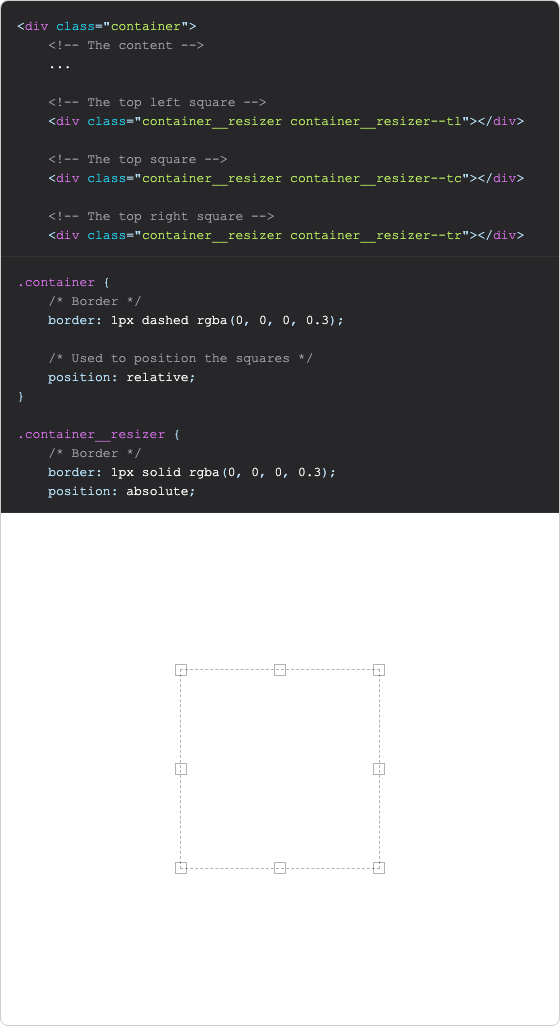 <div class="container">
<!-- The content -->
...
<!-- The top left square -->
<div class="container__resizer container__resizer--tl"></div>
<!-- The top square -->
<div class="container__resizer container__resizer--tc"></div>
<!-- The top right square -->
<div class="container__resizer container__resizer--tr"></div>
.container {
/* Border */
border: 1px dashed rgba(0, 0, 0, 0.3);
/* Used to position the squares */
position: relative;
}
.container__resizer {
/* Border */
border: 1px solid rgba(0, 0, 0, 0.3);
position: absolute;